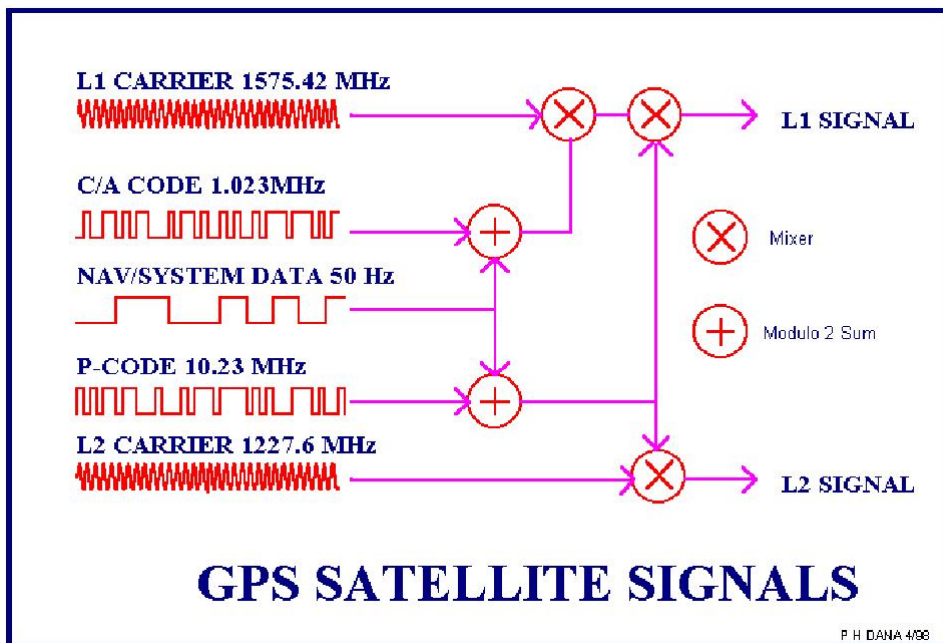 L1 CARRIER 1575.42 MHz
L1 SIGNAL
C/A CODE 1.023MHz
Mixer
NAV/SYSTEM DATA 50 Hz
Modulo 2 Sum
P-CODE 10.23 MHz
L2 CARRIER 1227.6 MHz
L2 SIGNAL
GPS SATELLITE SIGNALS
P H DANA 4/98